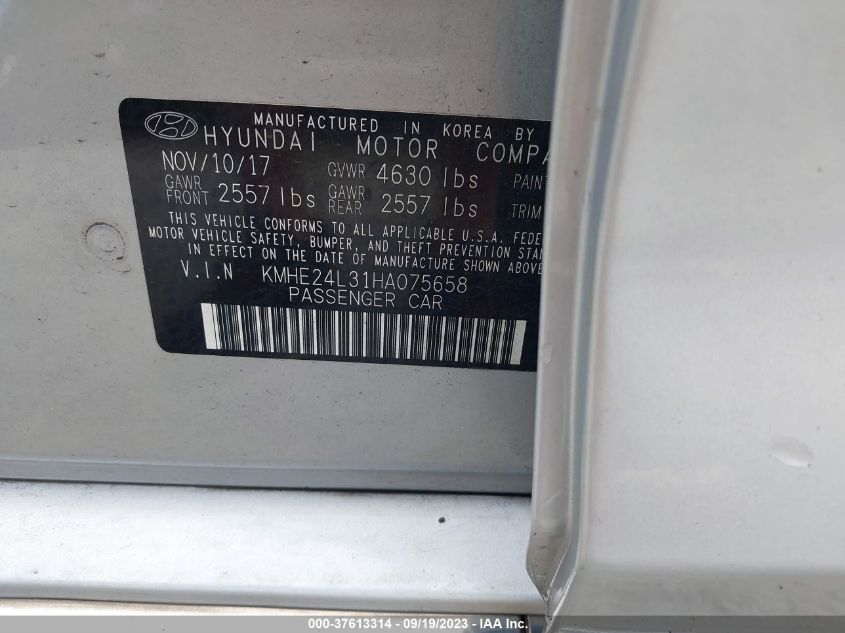 MANUFACTURED IN KOREA BY
HYUNDAI MOTOR COMPA
NOV/10/17 GVWR 4630 lbs PAINT
GAWR FRONT 2557 lbs GAWR REAR 2557 lbs TRIM
THIS VEHICLE CONFORMS TO ALL APPLICABLE U.S.A. FEDE
MOTOR VEHICLE SAFETY, BUMPER, AND THEFT PREVENTION STAN
IN EFFECT ON THE DATE OF MANUFACTURE SHOWN ABOVE
V.I.N KMHE24L31HA075658
PASSENGER CAR
000-37613314 - 09/19/2023 - IAA Inc.